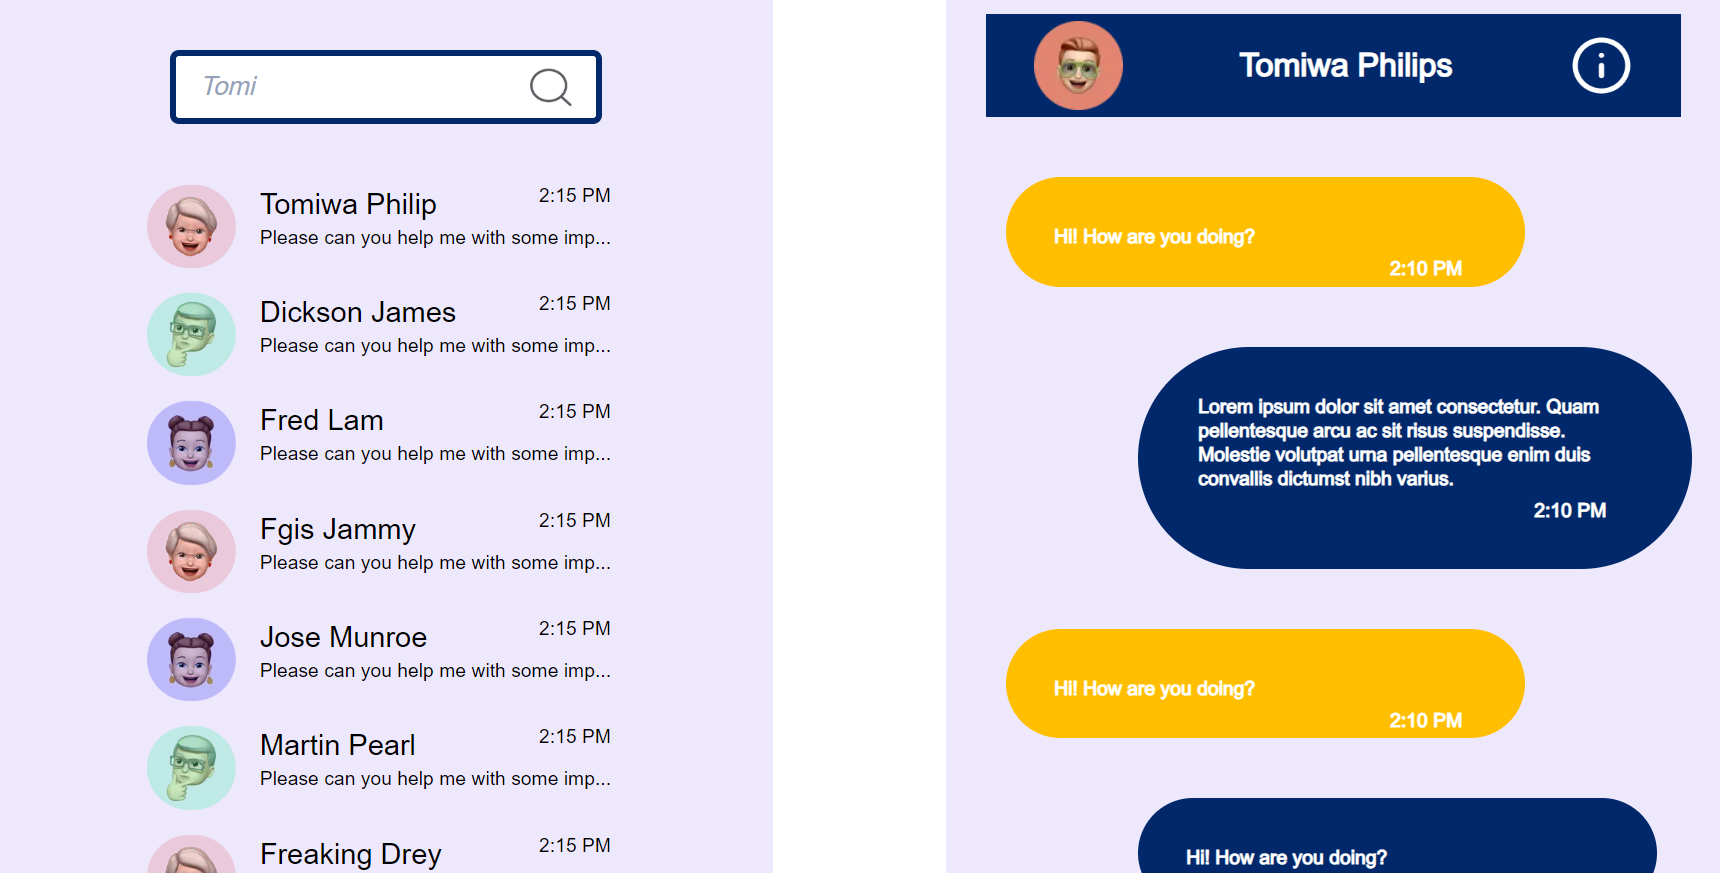 Tomi
Tomiwa Philip
2:15 PM
Please can you help me with some imp...
Dickson James
2:15 PM
Please can you help me with some imp...
Fred Lam
2:15 PM
Please can you help me with some imp...
Fgis Jammy
2:15 PM
Please can you help me with some imp...
Jose Munroe
2:15 PM
Please can you help me with some imp...
Martin Pearl
2:15 PM
Please can you help me with some imp...
Freaking Drey
2:15 PM
Tomiwa Philips
Hi! How are you doing?
2:10 PM
Lorem ipsum dolor sit amet consectetur. Quam
pellentesque arcu ac sit risus suspendisse.
Molestie volutpat urna pellentesque enim duis
convallis dictumst nibh varius.
2:10 PM
Hi! How are you doing?
2:10 PM
Hi! How are you doing?